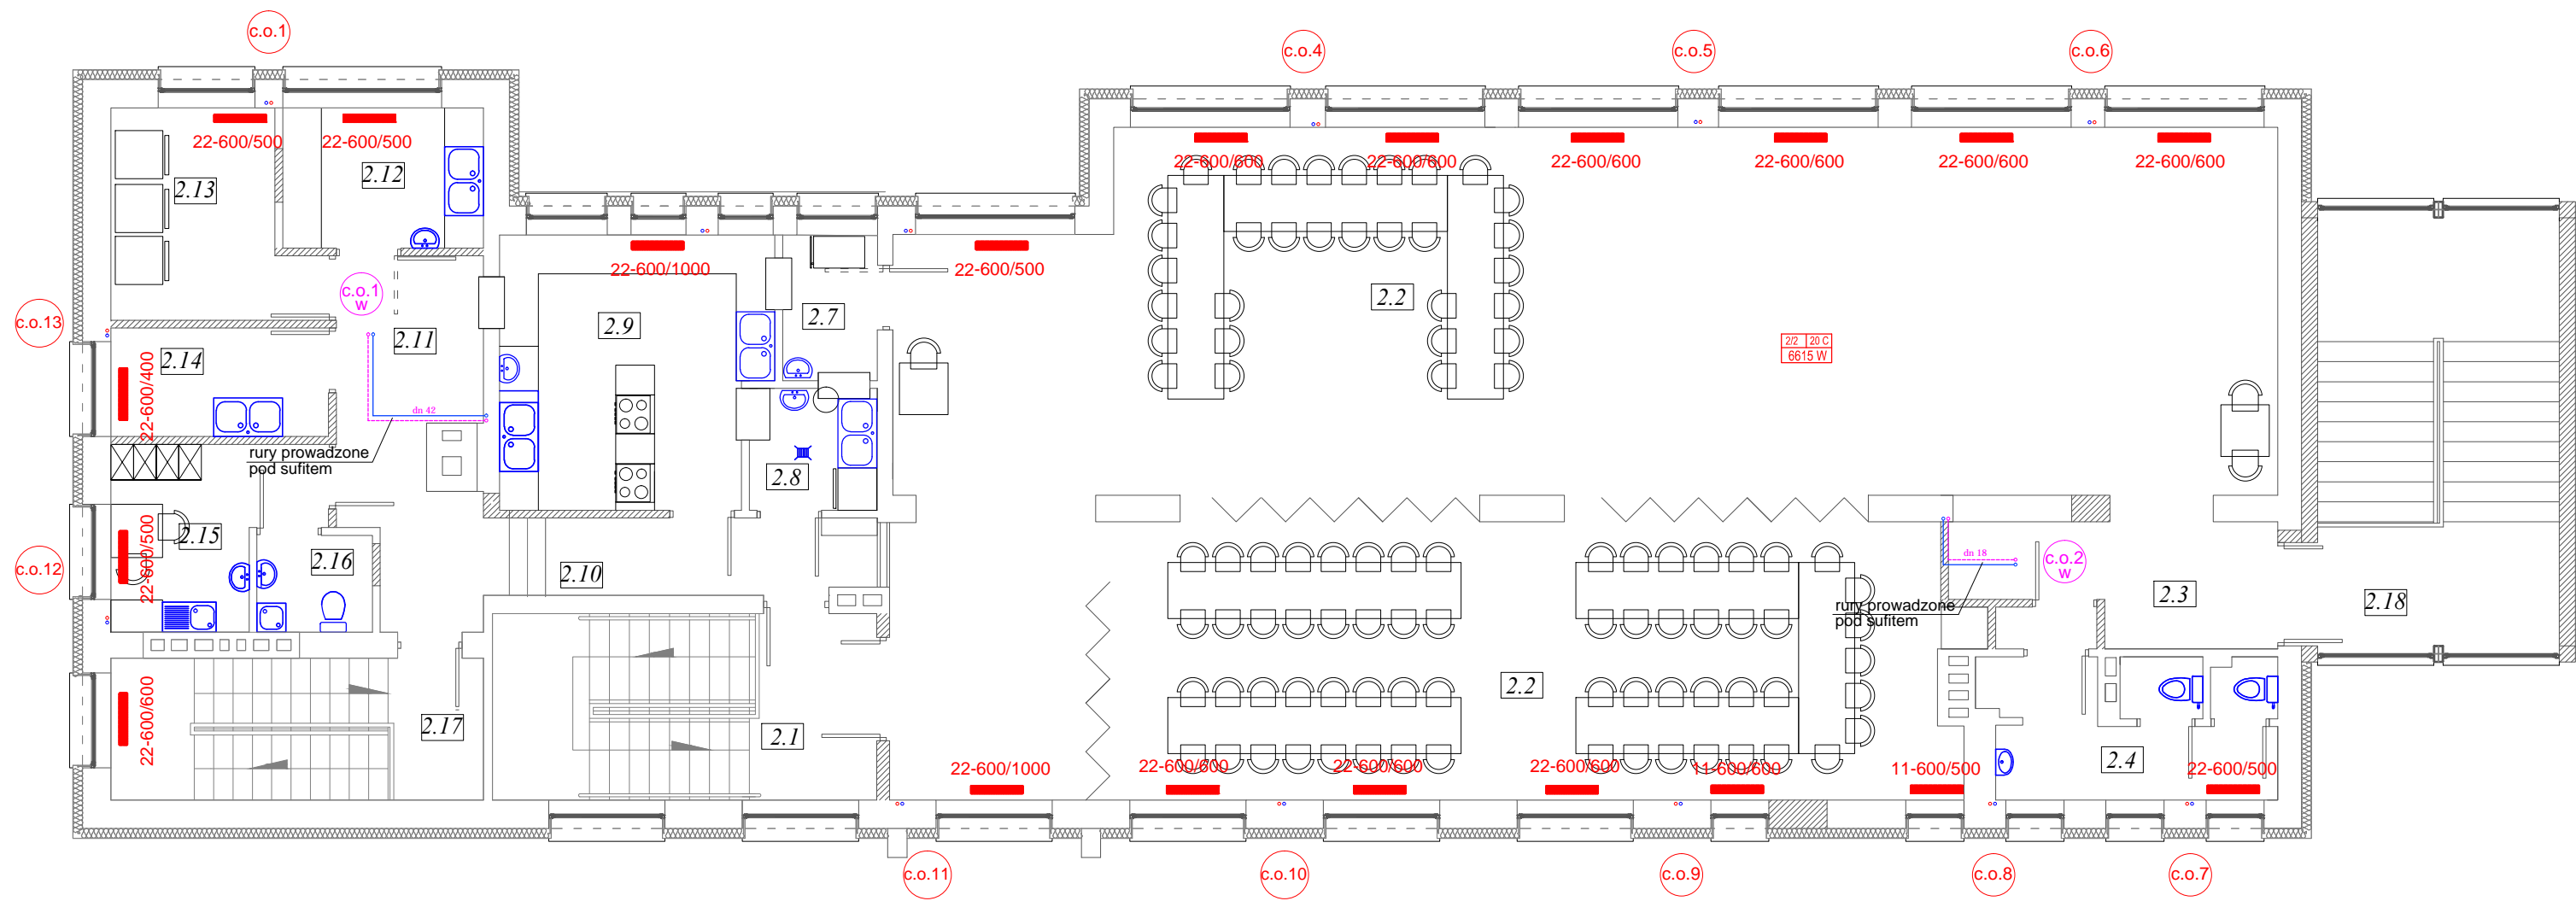 c.o.1
c.o.4
c.o.5
c.o.6
22-600/500
22-600/500
22-600/600
22-600/600
22-600/600
22-600/600
22-600/600
22-600/600
2.13
2.12
22-600/1000
22-600/500
c.o.1
w
c.o.13
2.11
2.9
2.7
2.2
2/2
20 C
6615 W
2.14
22-600/400
dn 42
rury prowadzone
pod sufitem
2.8
2.15
22-600/500
2.16
c.o.12
2.10
dn 18
c.o.2
w
rury prowadzone
pod sufitem
2.3
2.18
22-600/600
2.17
2.1
2.2
2.4
22-600/1000
22-600/600
22-600/600
22-600/600
11-600/600
11-600/500
22-600/500
c.o.11
c.o.10
c.o.9
c.o.8
c.o.7